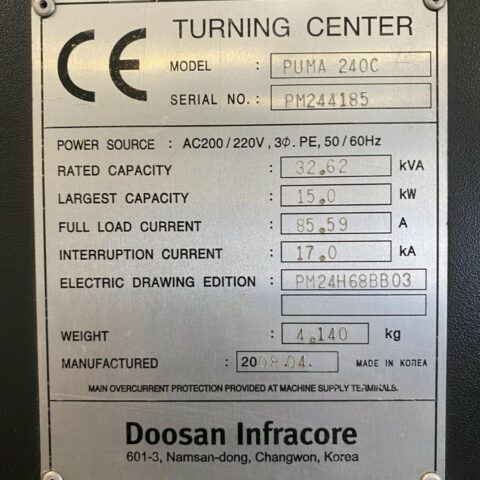 CE
TURNING CENTER
MODEL : PUMA 240C
SERIAL NO. : PM244185
POWER SOURCE : AC200/220V, 3Φ. PE, 50/60Hz
RATED CAPACITY : 32.62 kVA
LARGEST CAPACITY : 15.0 kW
FULL LOAD CURRENT : 85.59 A
INTERRUPTION CURRENT : 17.0 kA
ELECTRIC DRAWING EDITION : PM24H68BB03
WEIGHT : 4,140 kg
MANUFACTURED : 2008.04. MADE IN KOREA
MAIN OVERCURRENT PROTECTION PROVIDED AT MACHINE SUPPLY TERMINALS.
Doosan Infracore
601-3, Namsan-dong, Changwon, Korea